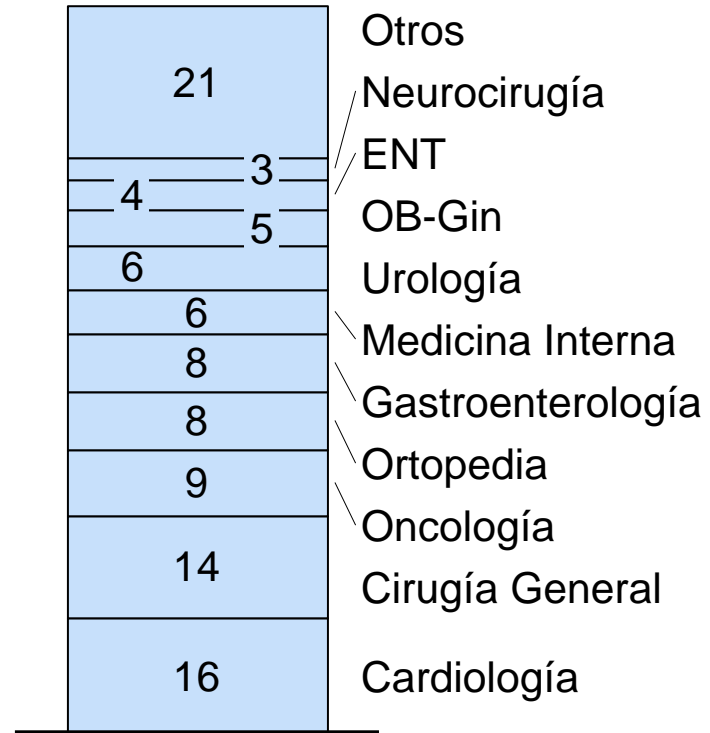 21 Otros
3 Neurocirugía
4 ENT
5 OB-Gin
6 Urología
6 Medicina Interna
8 Gastroenterología
8 Ortopedia
9 Oncología
14 Cirugía General
16 Cardiología